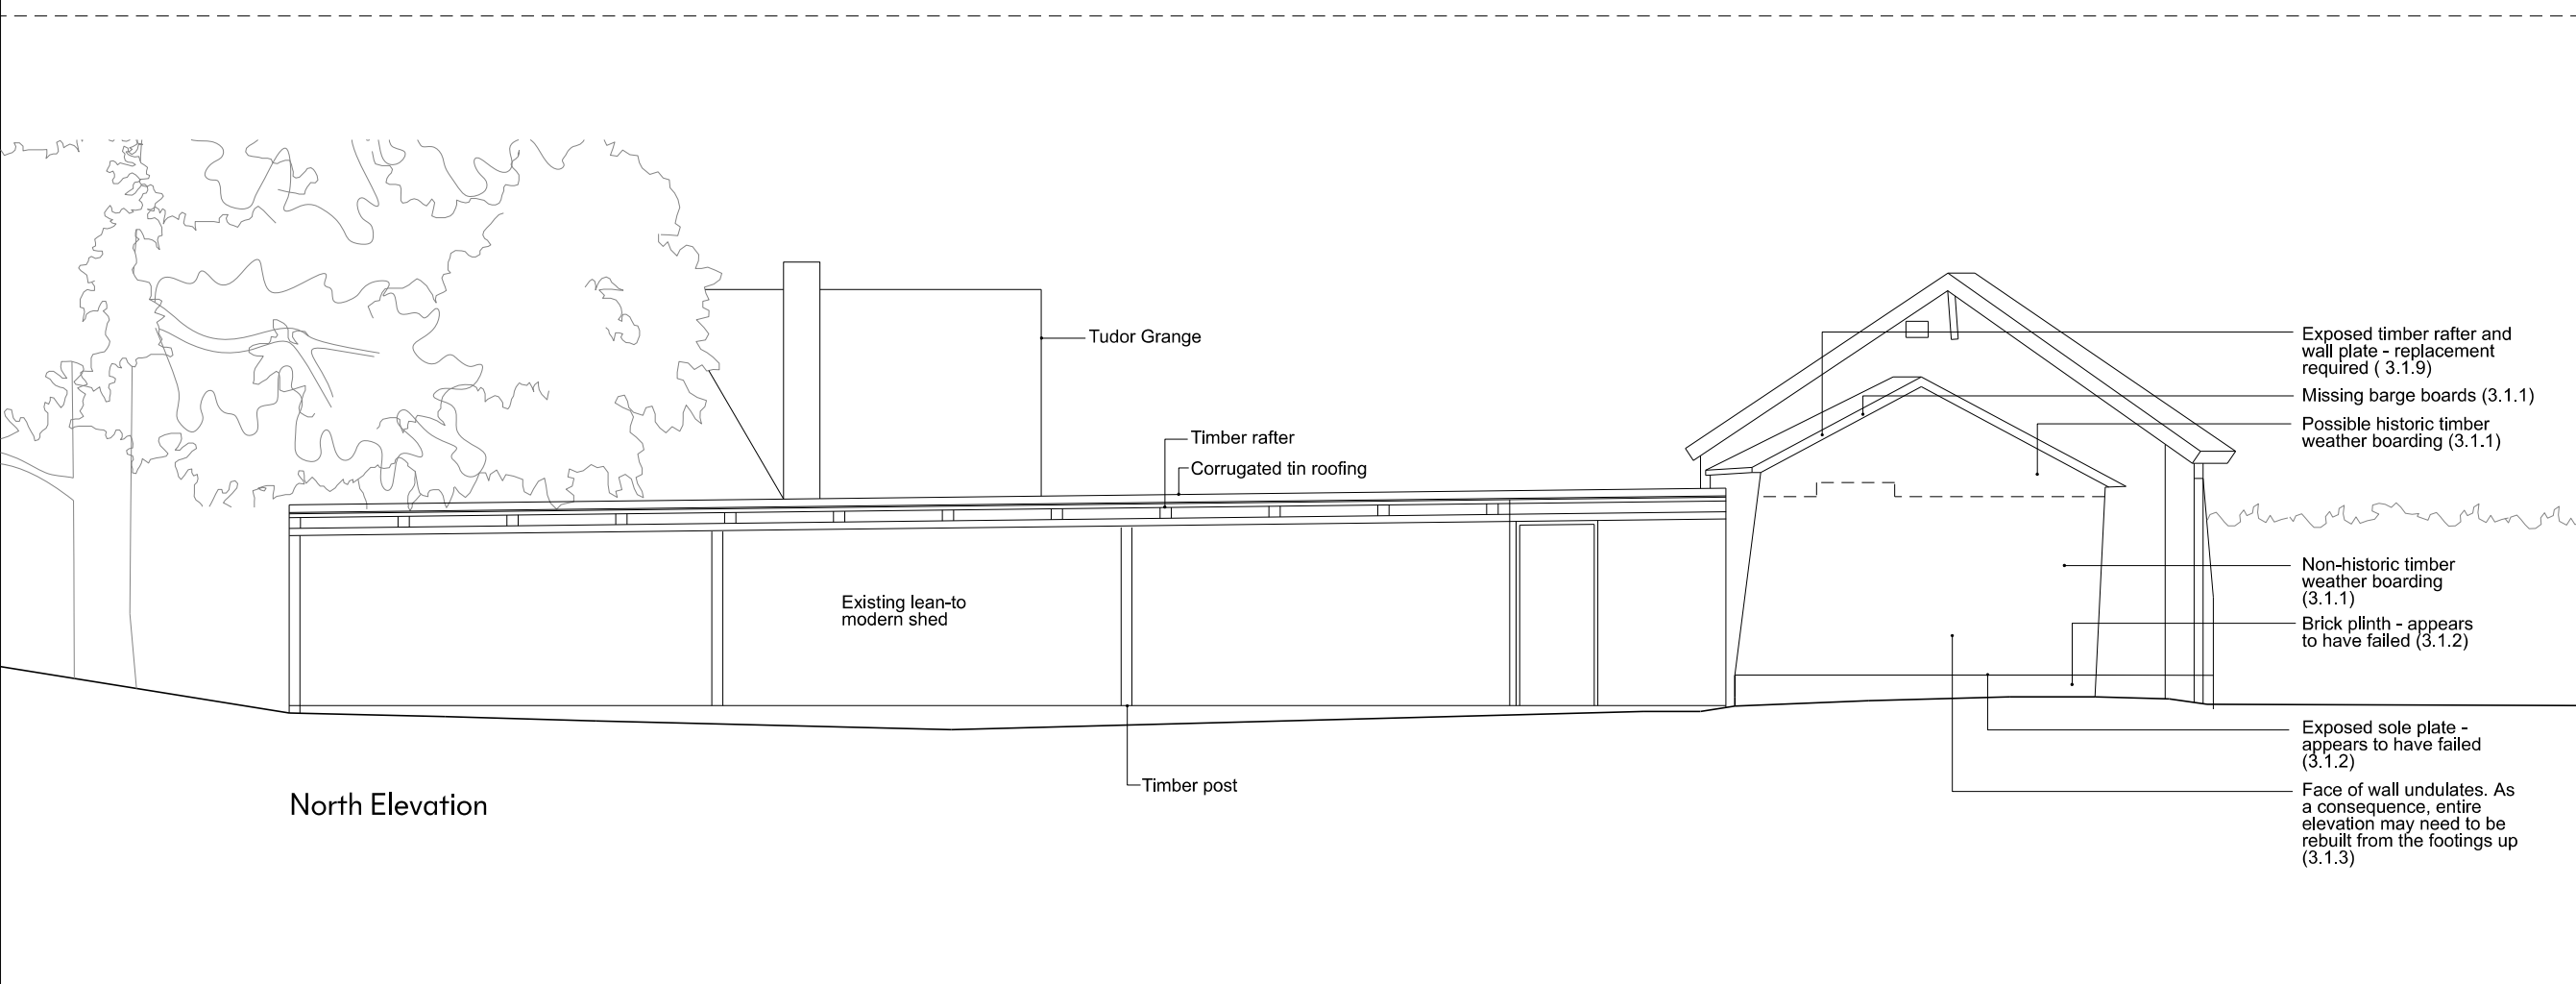 Tudor Grange
Timber rafter
Corrugated tin roofing
Existing lean-to
modern shed
Timber post
North Elevation
Exposed timber rafter and
wall plate - replacement
required ( 3.1.9)
Missing barge boards (3.1.1)
Possible historic timber
weather boarding (3.1.1)
Non-historic timber
weather boarding
(3.1.1)
Brick plinth - appears
to have failed (3.1.2)
Exposed sole plate -
appears to have failed
(3.1.2)
Face of wall undulates. As
a consequence, entire
elevation may need to be
rebuilt from the footings up
(3.1.3)